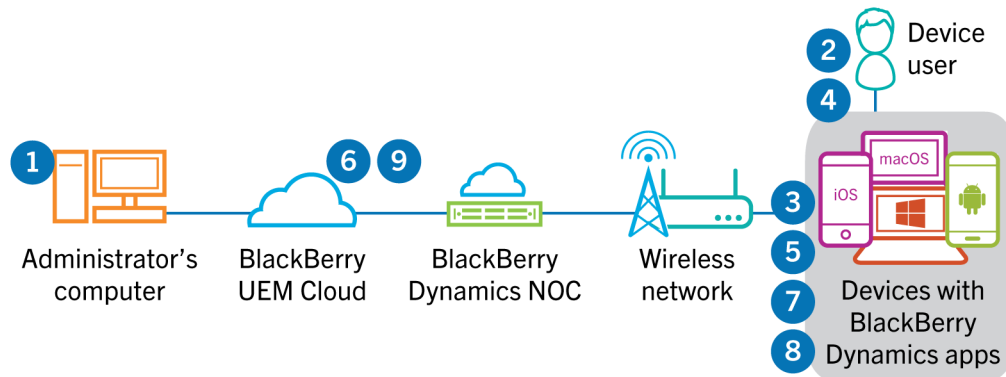 2
Device
user
4
1
6
9
3
macOS
iOS
5
7
8
Administrator's
computer
BlackBerry
UEM Cloud
BlackBerry
Dynamics NOC
Wireless
network
Devices with
BlackBerry
Dynamics apps